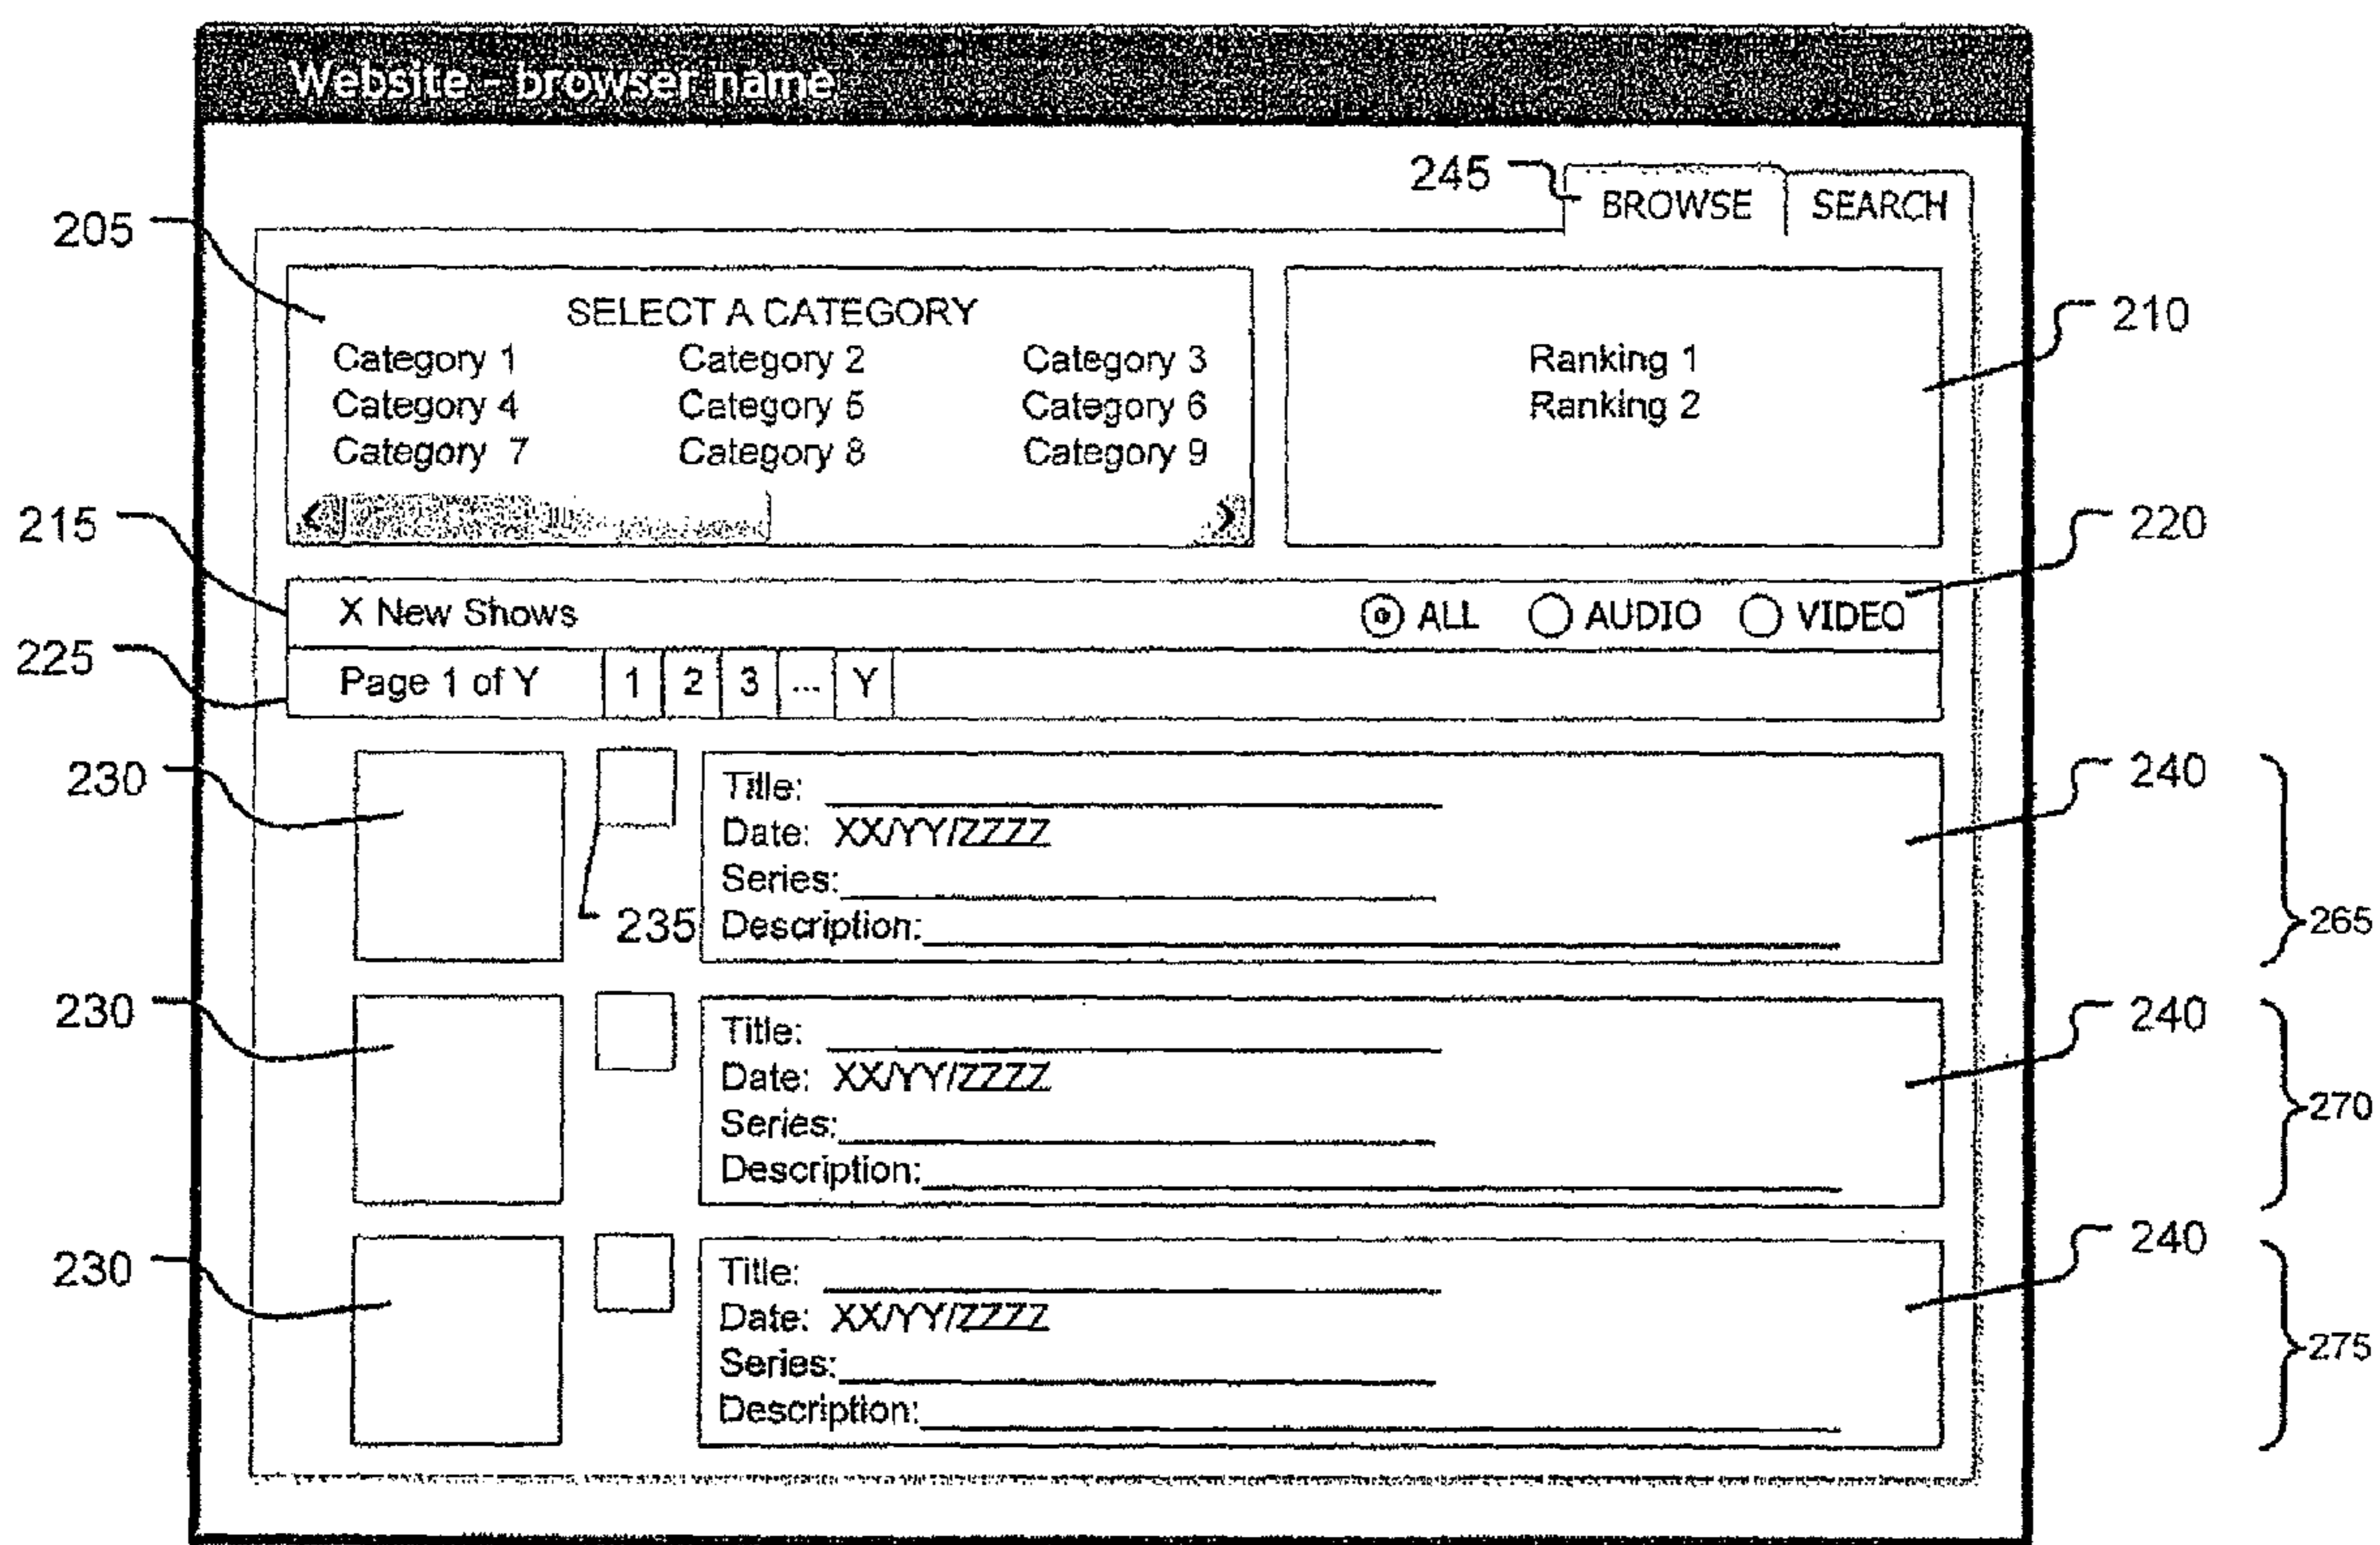 Website - browser name
245 BROWSE SEARCH
205
SELECT A CATEGORY
Category 1 Category 2 Category 3
Category 4 Category 5 Category 6
Category 7 Category 8 Category 9
< >
Ranking 1
Ranking 2
210
215
220
X New Shows ALL AUDIO VIDEO
225
Page 1 of Y 1 2 3 ... Y
230
235
Title:
Date: XX/YY/ZZZZ
Series:
Description:
240
265
230
Title:
Date: XX/YY/ZZZZ
Series:
Description:
240
270
230
Title:
Date: XX/YY/ZZZZ
Series:
Description:
240
275